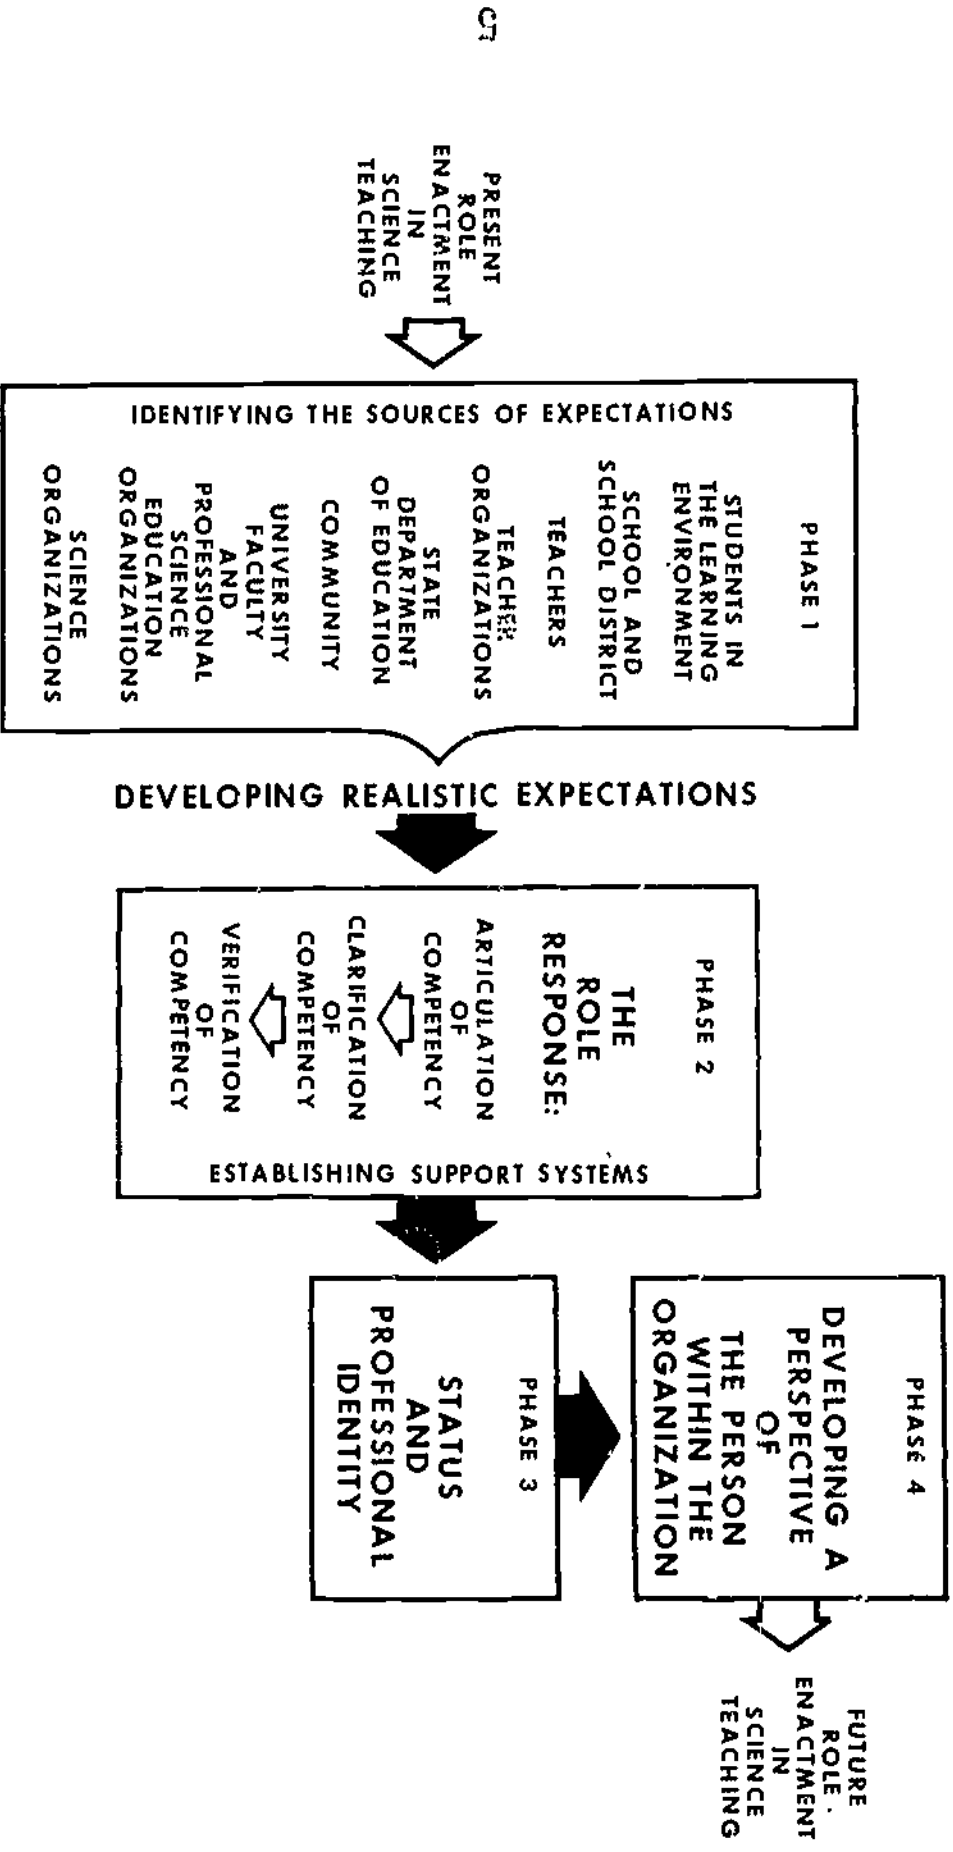 5
PRESENT
ROLE
ENACTMENT
IN
SCIENCE
TEACHING
IDENTIFYING THE SOURCES OF EXPECTATIONS
PHASE 1
STUDENTS IN
THE LEARNING
ENVIRONMENT
SCHOOL AND
SCHOOL DISTRICT
TEACHERS
TEACHER
ORGANIZATIONS
STATE
DEPARTMENT
OF EDUCATION
COMMUNITY
UNIVERSITY
FACULTY
AND
PROFESSIONAL
SCIENCE
EDUCATION
ORGANIZATIONS
SCIENCE
ORGANIZATIONS
DEVELOPING REALISTIC EXPECTATIONS
PHASE 2
THE
ROLE
RESPONSE:
ARTICULATION
OF
COMPETENCY
CLARIFICATION
OF
COMPETENCY
VERIFICATION
OF
COMPETENCY
ESTABLISHING SUPPORT SYSTEMS
PHASE 3
STATUS
AND
PROFESSIONAL
IDENTITY
PHASE 4
DEVELOPING A
PERSPECTIVE
OF
THE PERSON
WITHIN THE
ORGANIZATION
FUTURE
ROLE
ENACTMENT
IN
SCIENCE
TEACHING